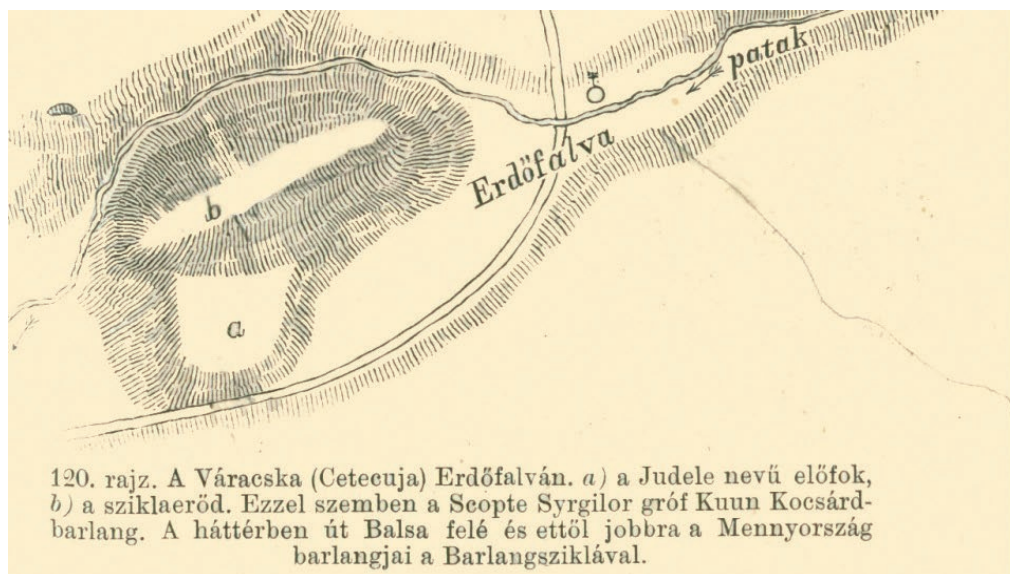 patak
Erdőfalva
b
a
120. rajz. A Váracska (Cetecuja) Erdőfalván. a) a Judele nevű előfok,
b) a sziklaerőd. Ezzel szemben a Scopte Syrgilor gróf Kuun Kocsárd-
barlang. A háttérben út Balsa felé és ettől jobbra a Mennyország
barlangjai a Barlangsziklával.